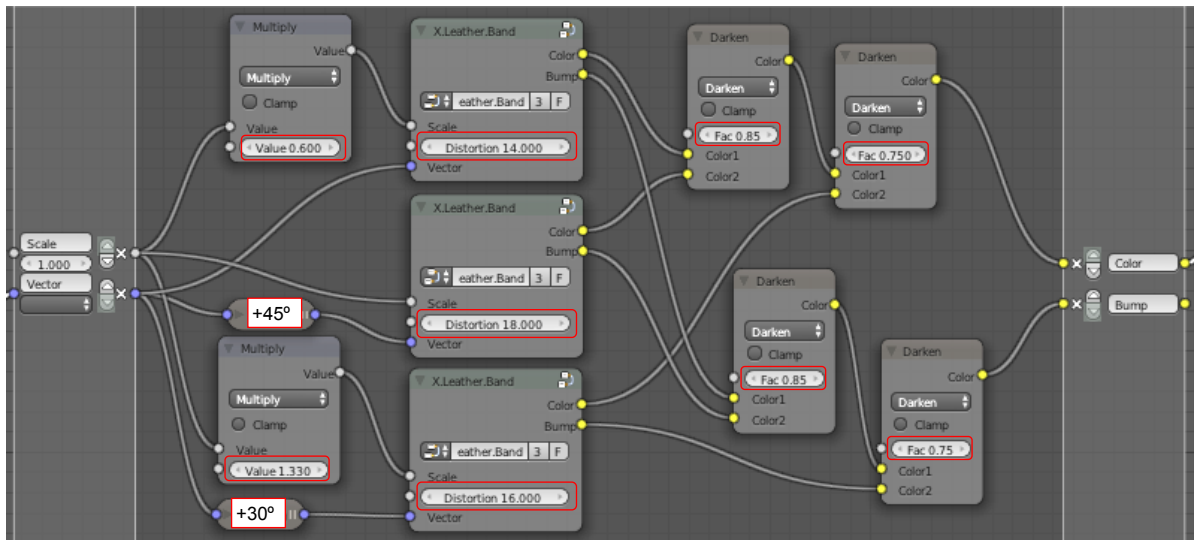 Scale
1.000
Vector
Multiply
Value
Multiply
Clamp
Value
Value 0.600
+45º
Multiply
Value
Multiply
Clamp
Value
Value 1.330
+30º
X.Leather.Band
Color
Bump
eather.Band 3 F
Scale
Distortion 14.000
Vector
X.Leather.Band
Color
Bump
eather.Band 3 F
Scale
Distortion 18.000
Vector
X.Leather.Band
Color
Bump
eather.Band 3 F
Scale
Distortion 16.000
Vector
Darken
Color
Darken
Clamp
Fac 0.85
Color1
Color2
Darken
Color
Darken
Clamp
Fac 0.750
Color1
Color2
Darken
Color
Darken
Clamp
Fac 0.85
Color1
Color2
Darken
Color
Darken
Clamp
Fac 0.75
Color1
Color2
Color
Bump